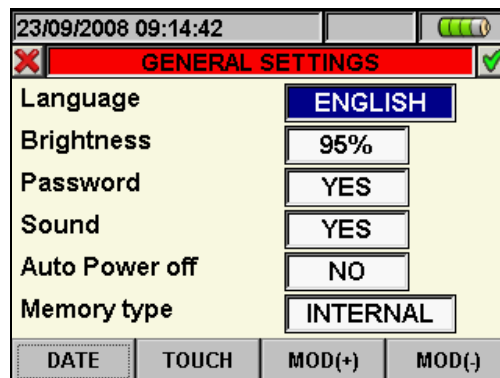 23/09/2008 09:14:42
GENERAL SETTINGS
Language ENGLISH
Brightness 95%
Password YES
Sound YES
Auto Power off NO
Memory type INTERNAL
DATE TOUCH MOD(+) MOD(-)